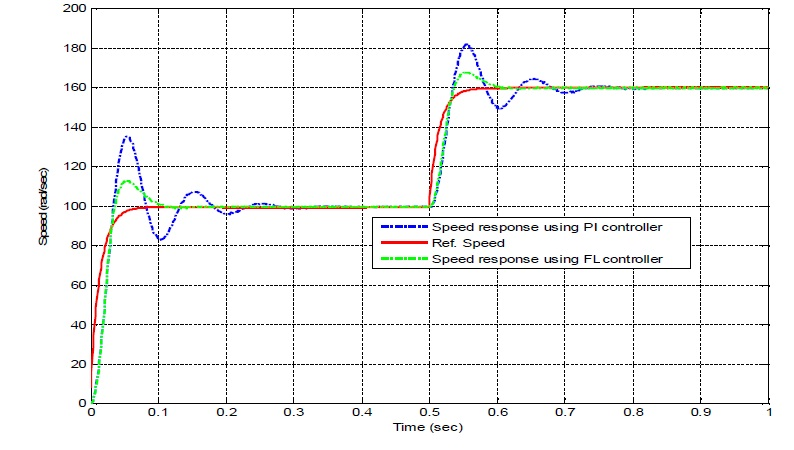 200
180
160
140
120
100
80
60
40
20
0
Speed (rad/sec)
Speed response using PI controller
Ref. Speed
Speed response using FL controller
0 0.1 0.2 0.3 0.4 0.5 0.6 0.7 0.8 0.9 1
Time (sec)